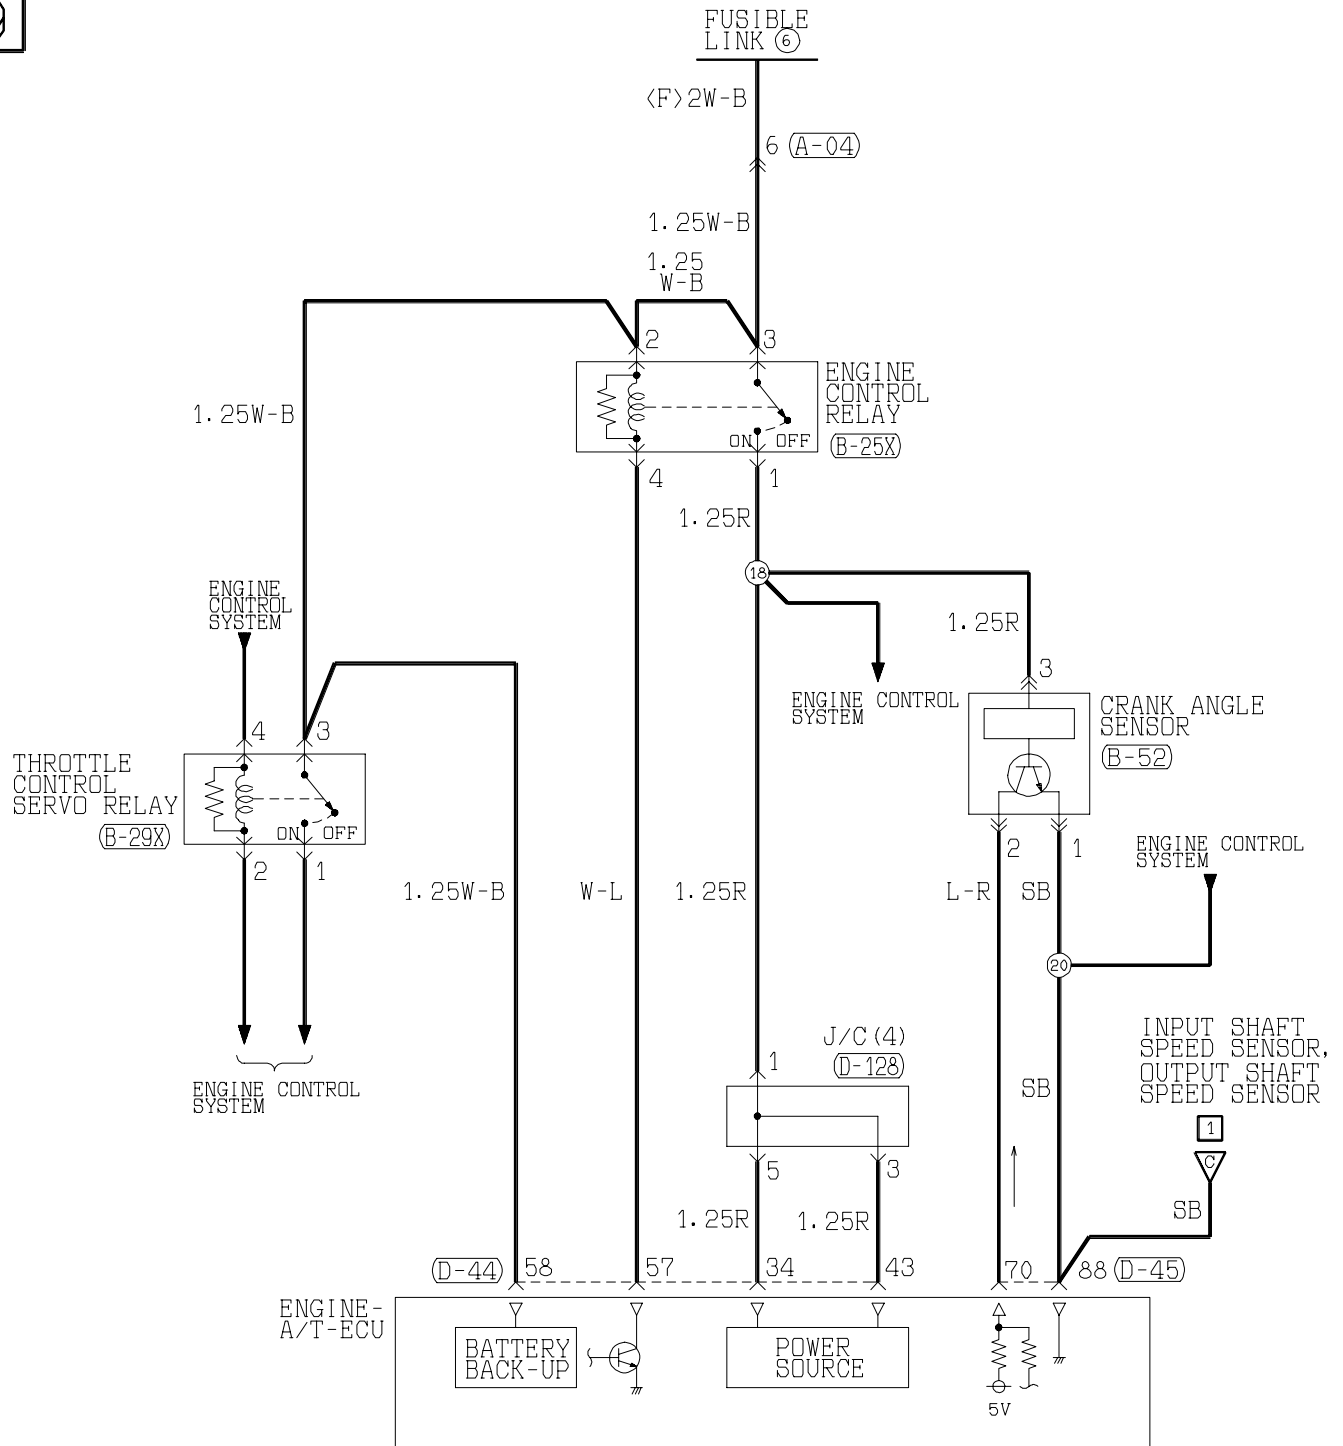 FUSIBLE
LINK ⑥
<F>2W-B
6 (A-04)
1.25W-B
1.25
W-B
2
3
ENGINE
CONTROL
RELAY
(B-25X)
ON OFF
1.25W-B
4
1
1.25R
18
ENGINE
CONTROL
SYSTEM
1.25R
3
ENGINE CONTROL
SYSTEM
CRANK ANGLE
SENSOR
(B-52)
4
3
THROTTLE
CONTROL
SERVO RELAY
(B-29X)
ON OFF
2
1
2
1
ENGINE CONTROL
SYSTEM
1.25W-B
W-L
1.25R
L-R
SB
20
INPUT SHAFT
SPEED SENSOR,
OUTPUT SHAFT
SPEED SENSOR
J/C(4)
(D-128)
1
ENGINE CONTROL
SYSTEM
SB
1
C
5
3
1.25R
1.25R
SB
(D-44) 58
57
34
43
70
88 (D-45)
ENGINE-
A/T-ECU
BATTERY
BACK-UP
POWER
SOURCE
5V